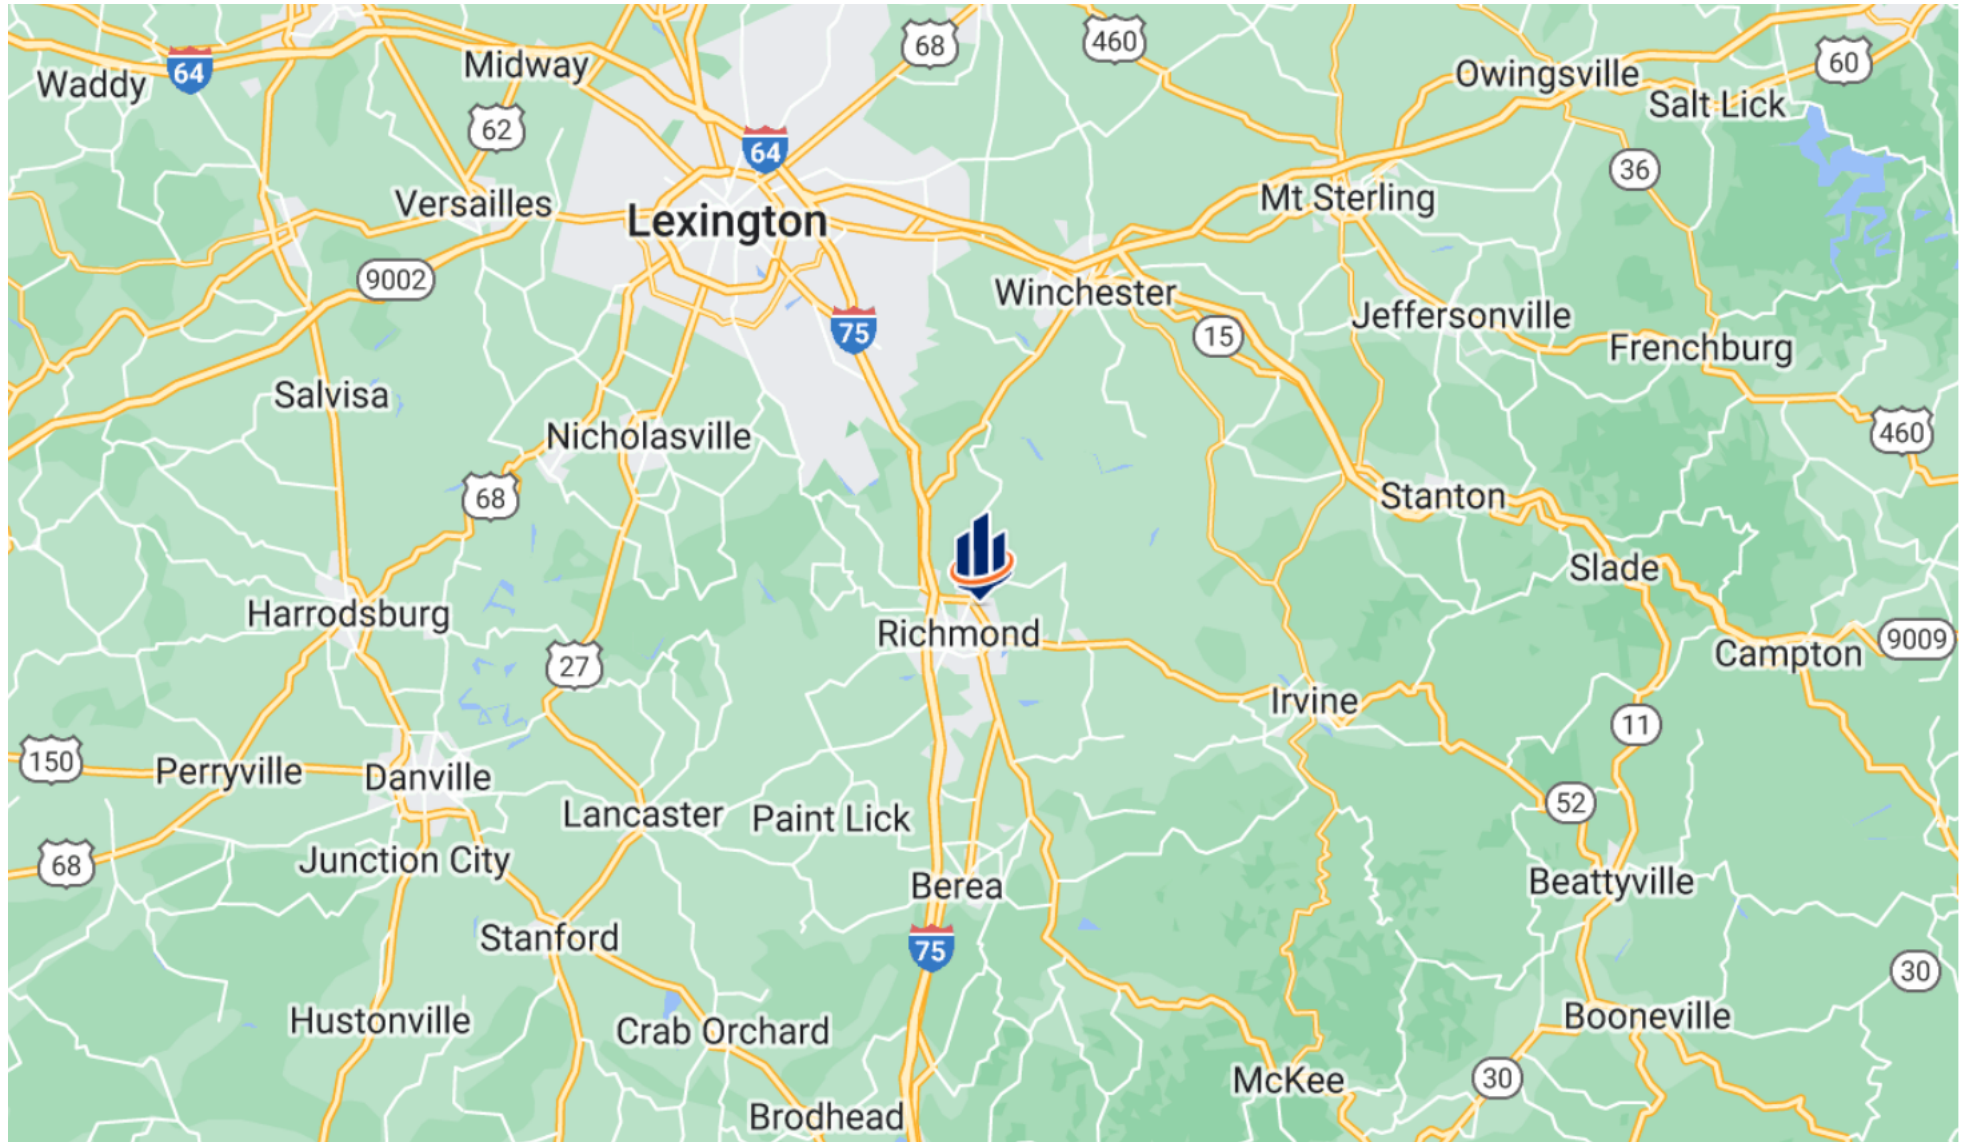 68
460
Midway
64
Waddy
60
Owingsville
Salt Lick
62
64
36
Versailles
Mt Sterling
Lexington
9002
Winchester
Jeffersonville
75
15
Frenchburg
Salvisa
Nicholasville
460
68
Stanton
Slade
Harrodsburg
Richmond
9009
Campton
27
Irvine
11
150
Perryville
Danville
52
Lancaster
Paint Lick
68
Junction City
Berea
Beattyville
Stanford
75
30
Booneville
Hustonville
Crab Orchard
McKee
30
Brodhead